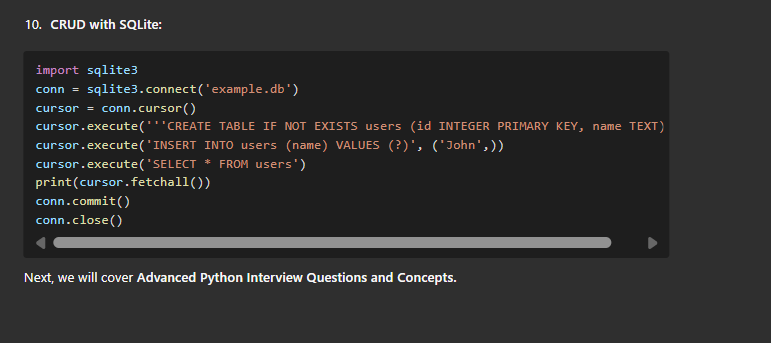 10. CRUD with SQLite:
import sqlite3
conn = sqlite3.connect('example.db')
cursor = conn.cursor()
cursor.execute('''CREATE TABLE IF NOT EXISTS users (id INTEGER PRIMARY KEY, name TEXT)
cursor.execute('INSERT INTO users (name) VALUES (?)', ('John',))
cursor.execute('SELECT * FROM users')
print(cursor.fetchall())
conn.commit()
conn.close()
Next, we will cover Advanced Python Interview Questions and Concepts.